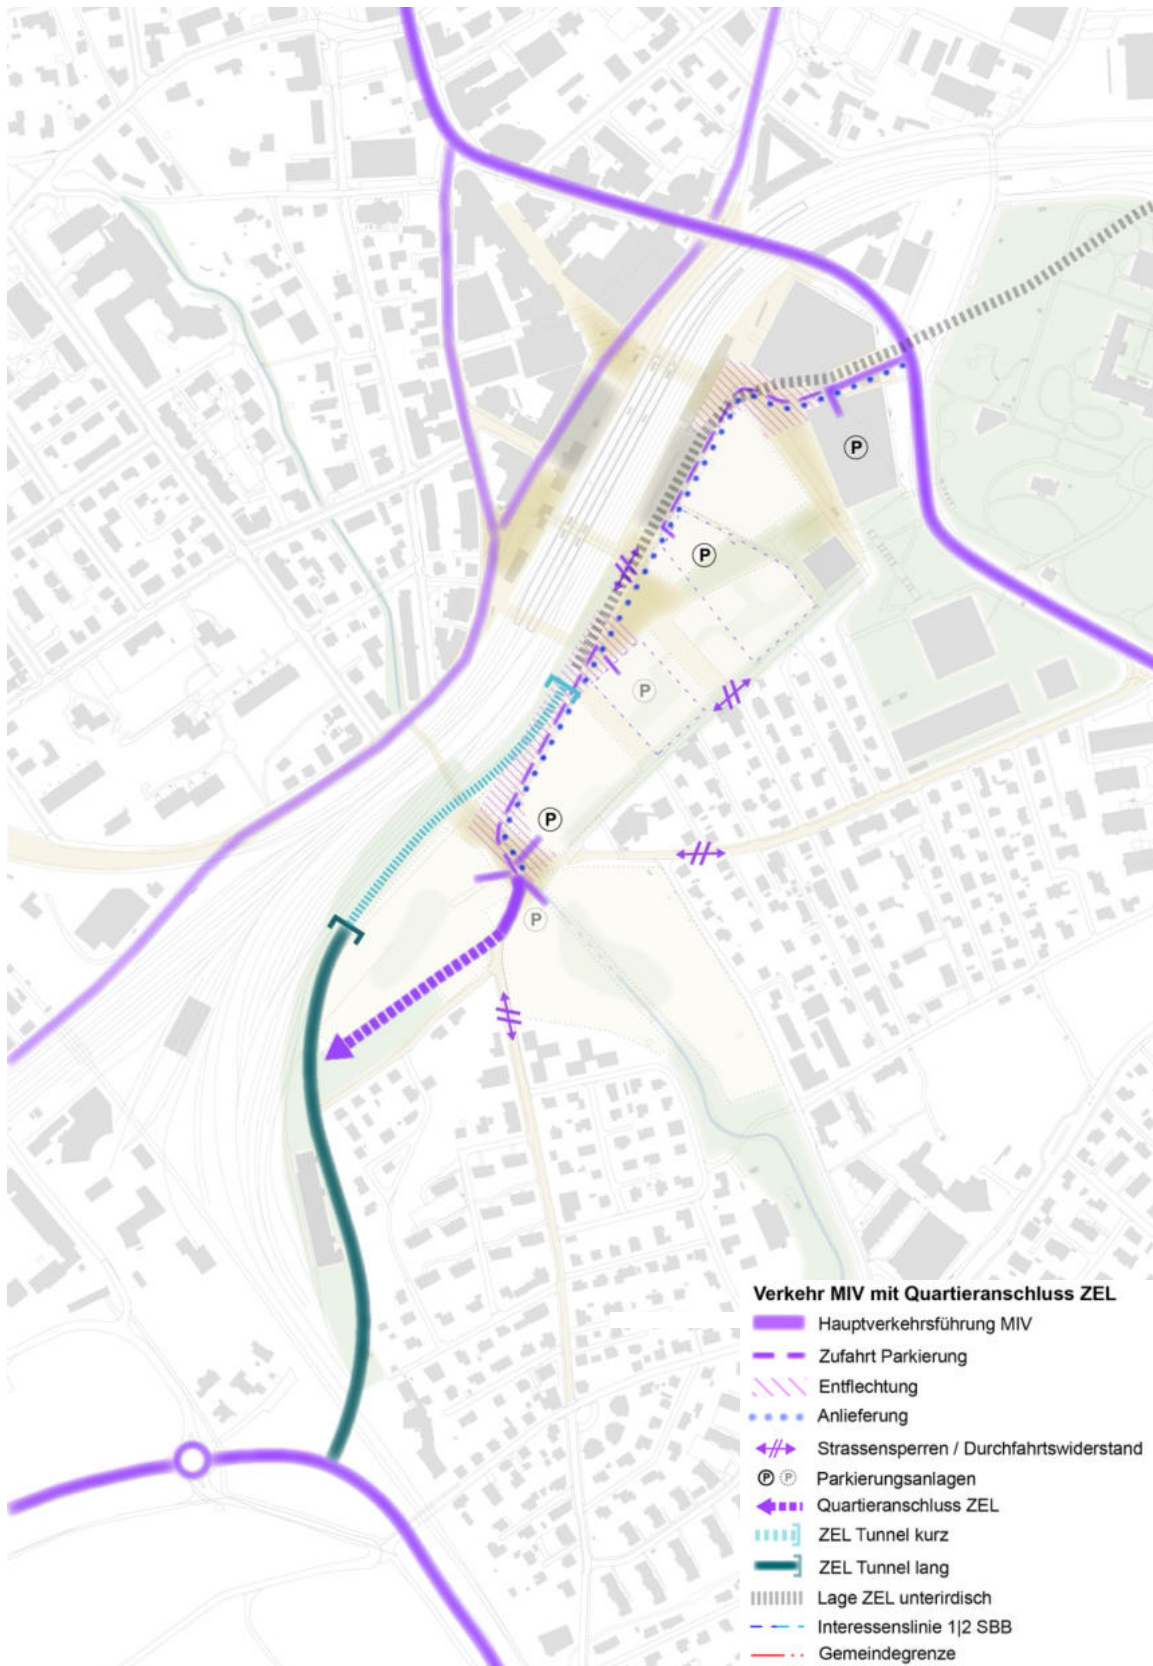 P
P
P
P
P
Verkehr MIV mit Quartieranschluss ZEL
Hauptverkehrsführung MIV
Zufahrt Parkierung
Entflechtung
Anlieferung
Strassensperren / Durchfahrtswiderstand
P P Parkierungsanlagen
Quartieranschluss ZEL
ZEL Tunnel kurz
ZEL Tunnel lang
Lage ZEL unterirdisch
Interessenslinie 1|2 SBB
Gemeindegrenze